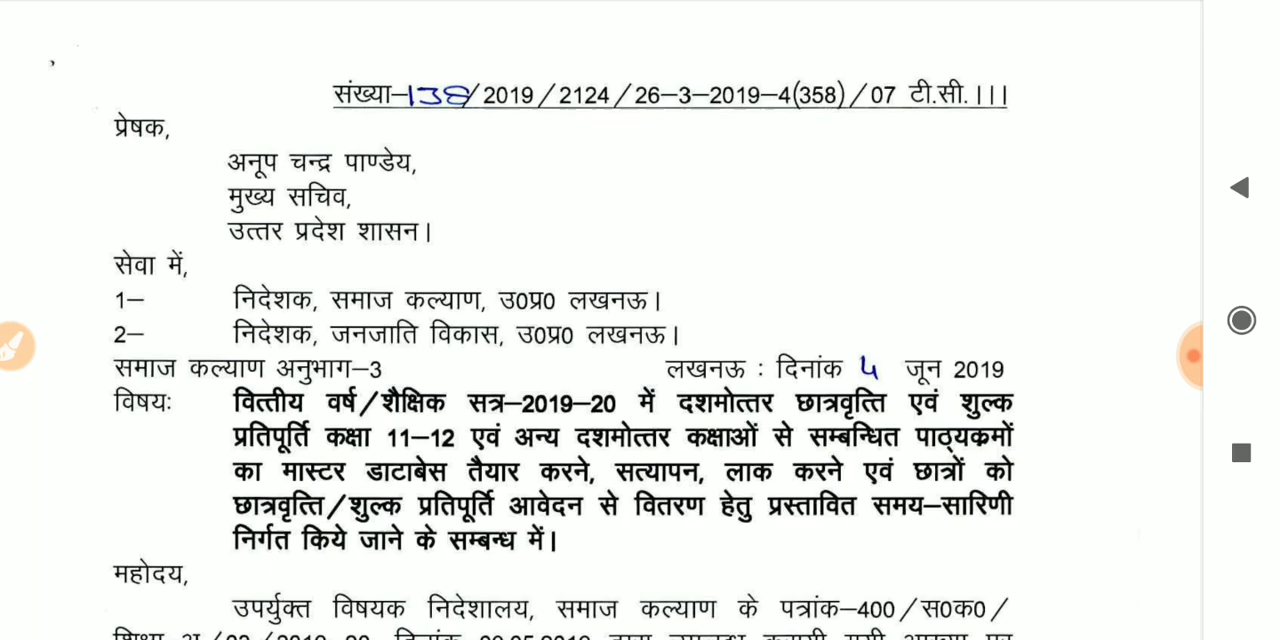 संख्या–138/2019/2124/26–3–2019–4(358)/07 टी.सी.।।।
प्रेषक,
अनूप चन्द्र पाण्डेय,
मुख्य सचिव,
उत्तर प्रदेश शासन।
सेवा में,
1– निदेशक, समाज कल्याण, उ0प्र0 लखनऊ।
2– निदेशक, जनजाति विकास, उ0प्र0 लखनऊ।
समाज कल्याण अनुभाग–3 लखनऊ : दिनांक 4 जून 2019
विषयः वित्तीय वर्ष/शैक्षिक सत्र–2019–20 में दशमोत्तर छात्रवृत्ति एवं शुल्क
प्रतिपूर्ति कक्षा 11–12 एवं अन्य दशमोत्तर कक्षाओं से सम्बन्धित पाठ्यक्रमों
का मास्टर डाटाबेस तैयार करने, सत्यापन, लाक करने एवं छात्रों को
छात्रवृत्ति/शुल्क प्रतिपूर्ति आवेदन से वितरण हेतु प्रस्तावित समय–सारिणी
निर्गत किये जाने के सम्बन्ध में।
महोदय,
उपर्युक्त विषयक निदेशालय, समाज कल्याण के पत्रांक–400/स0क0/